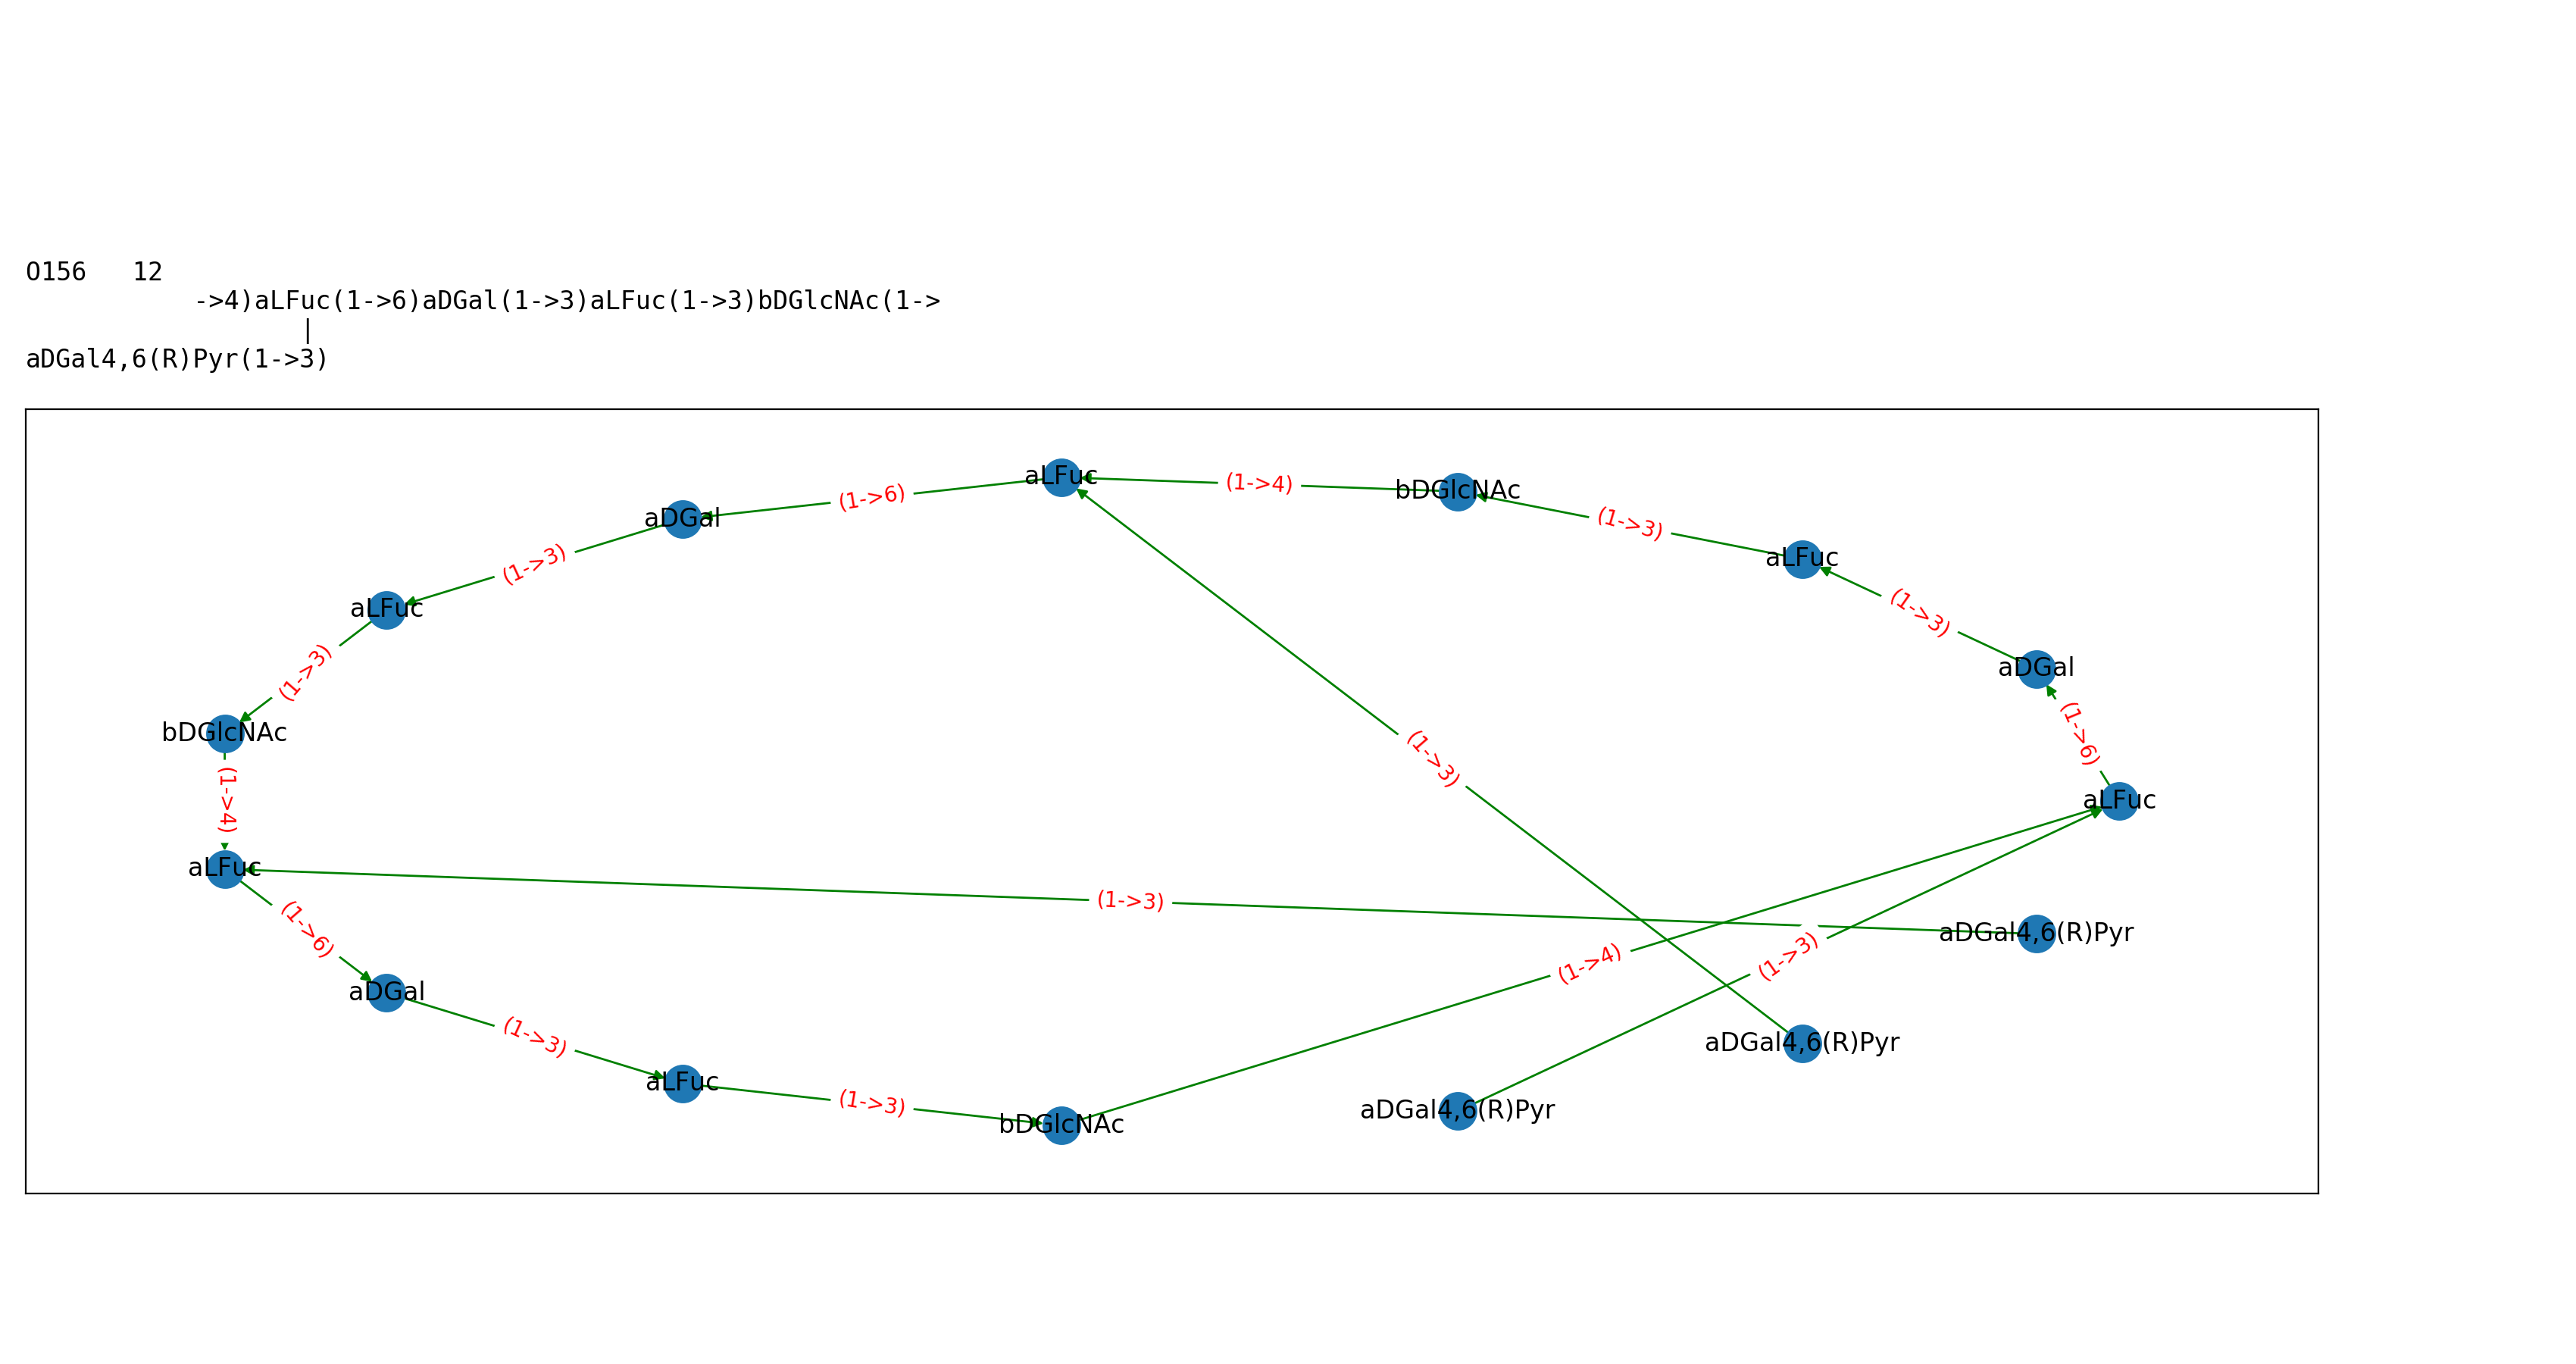 O156   12
->4)aLFuc(1->6)aDGal(1->3)aLFuc(1->3)bDGlcNAc(1->
|
aDGal4,6(R)Pyr(1->3)
aLFuc
(1->4)
bDGlcNAc
(1->6)
aDGal
(1->3)
aLFuc
(1->3)
(1->3)
aLFuc
(1->3)
aDGal
(1->3)
bDGlcNAc
(1->6)
(1->3)
(1->4)
aLFuc
aLFuc
(1->3)
aDGal4,6(R)Pyr
(1->6)
(1->4)
(1->3)
aDGal
(1->3)
aDGal4,6(R)Pyr
aLFuc
(1->3)
bDGlcNAc
aDGal4,6(R)Pyr